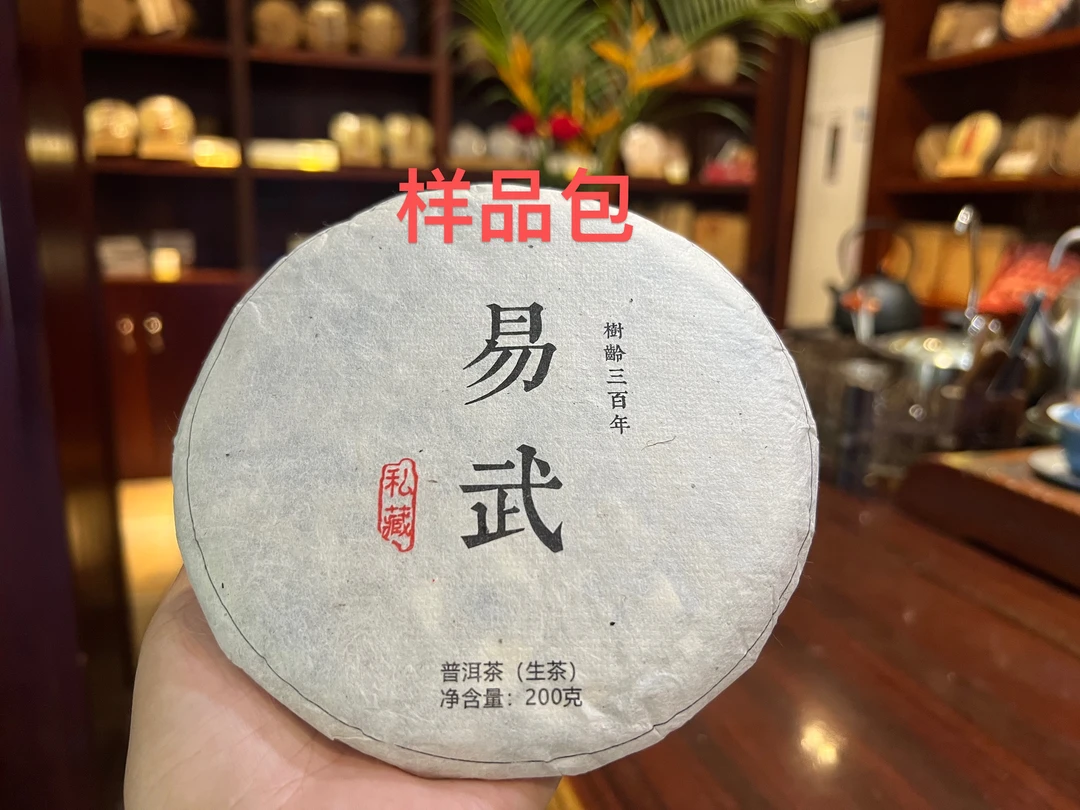 样品包
易武
樹齡三百年
私藏
普洱茶（生茶）
净含量：200克